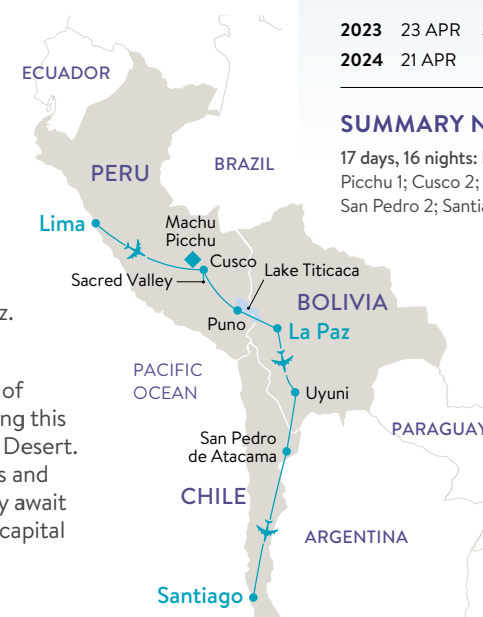 2023 23 APR
2024 21 APR
SUMMARY N
17 days, 16 nights:
Picchu 1; Cusco 2;
San Pedro 2; Santia
z.
of
ng this
Desert.
s and
y await
capital
ECUADOR
BRAZIL
PERU
Lima
Machu
Picchu
Cusco
Sacred Valley
Lake Titicaca
BOLIVIA
Puno
La Paz
PACIFIC
OCEAN
Uyuni
PARAGUAY
San Pedro
de Atacama
CHILE
ARGENTINA
Santiago